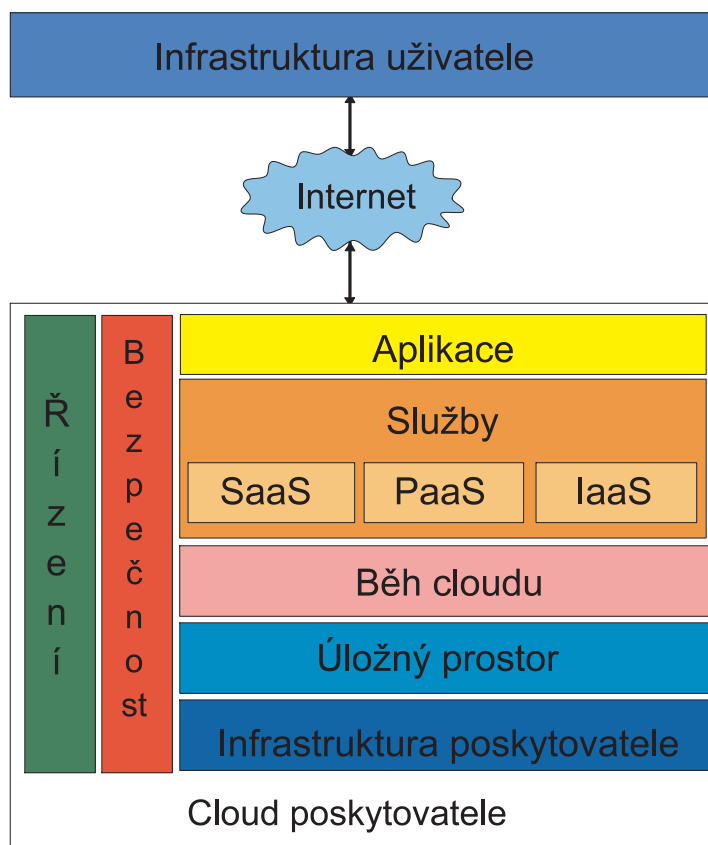 Infrastruktura uživatele
Internet
Řízení
Bezpečnost
Aplikace
Služby
SaaS
PaaS
IaaS
Běh cloudu
Úložný prostor
Infrastruktura poskytovatele
Cloud poskytovatele